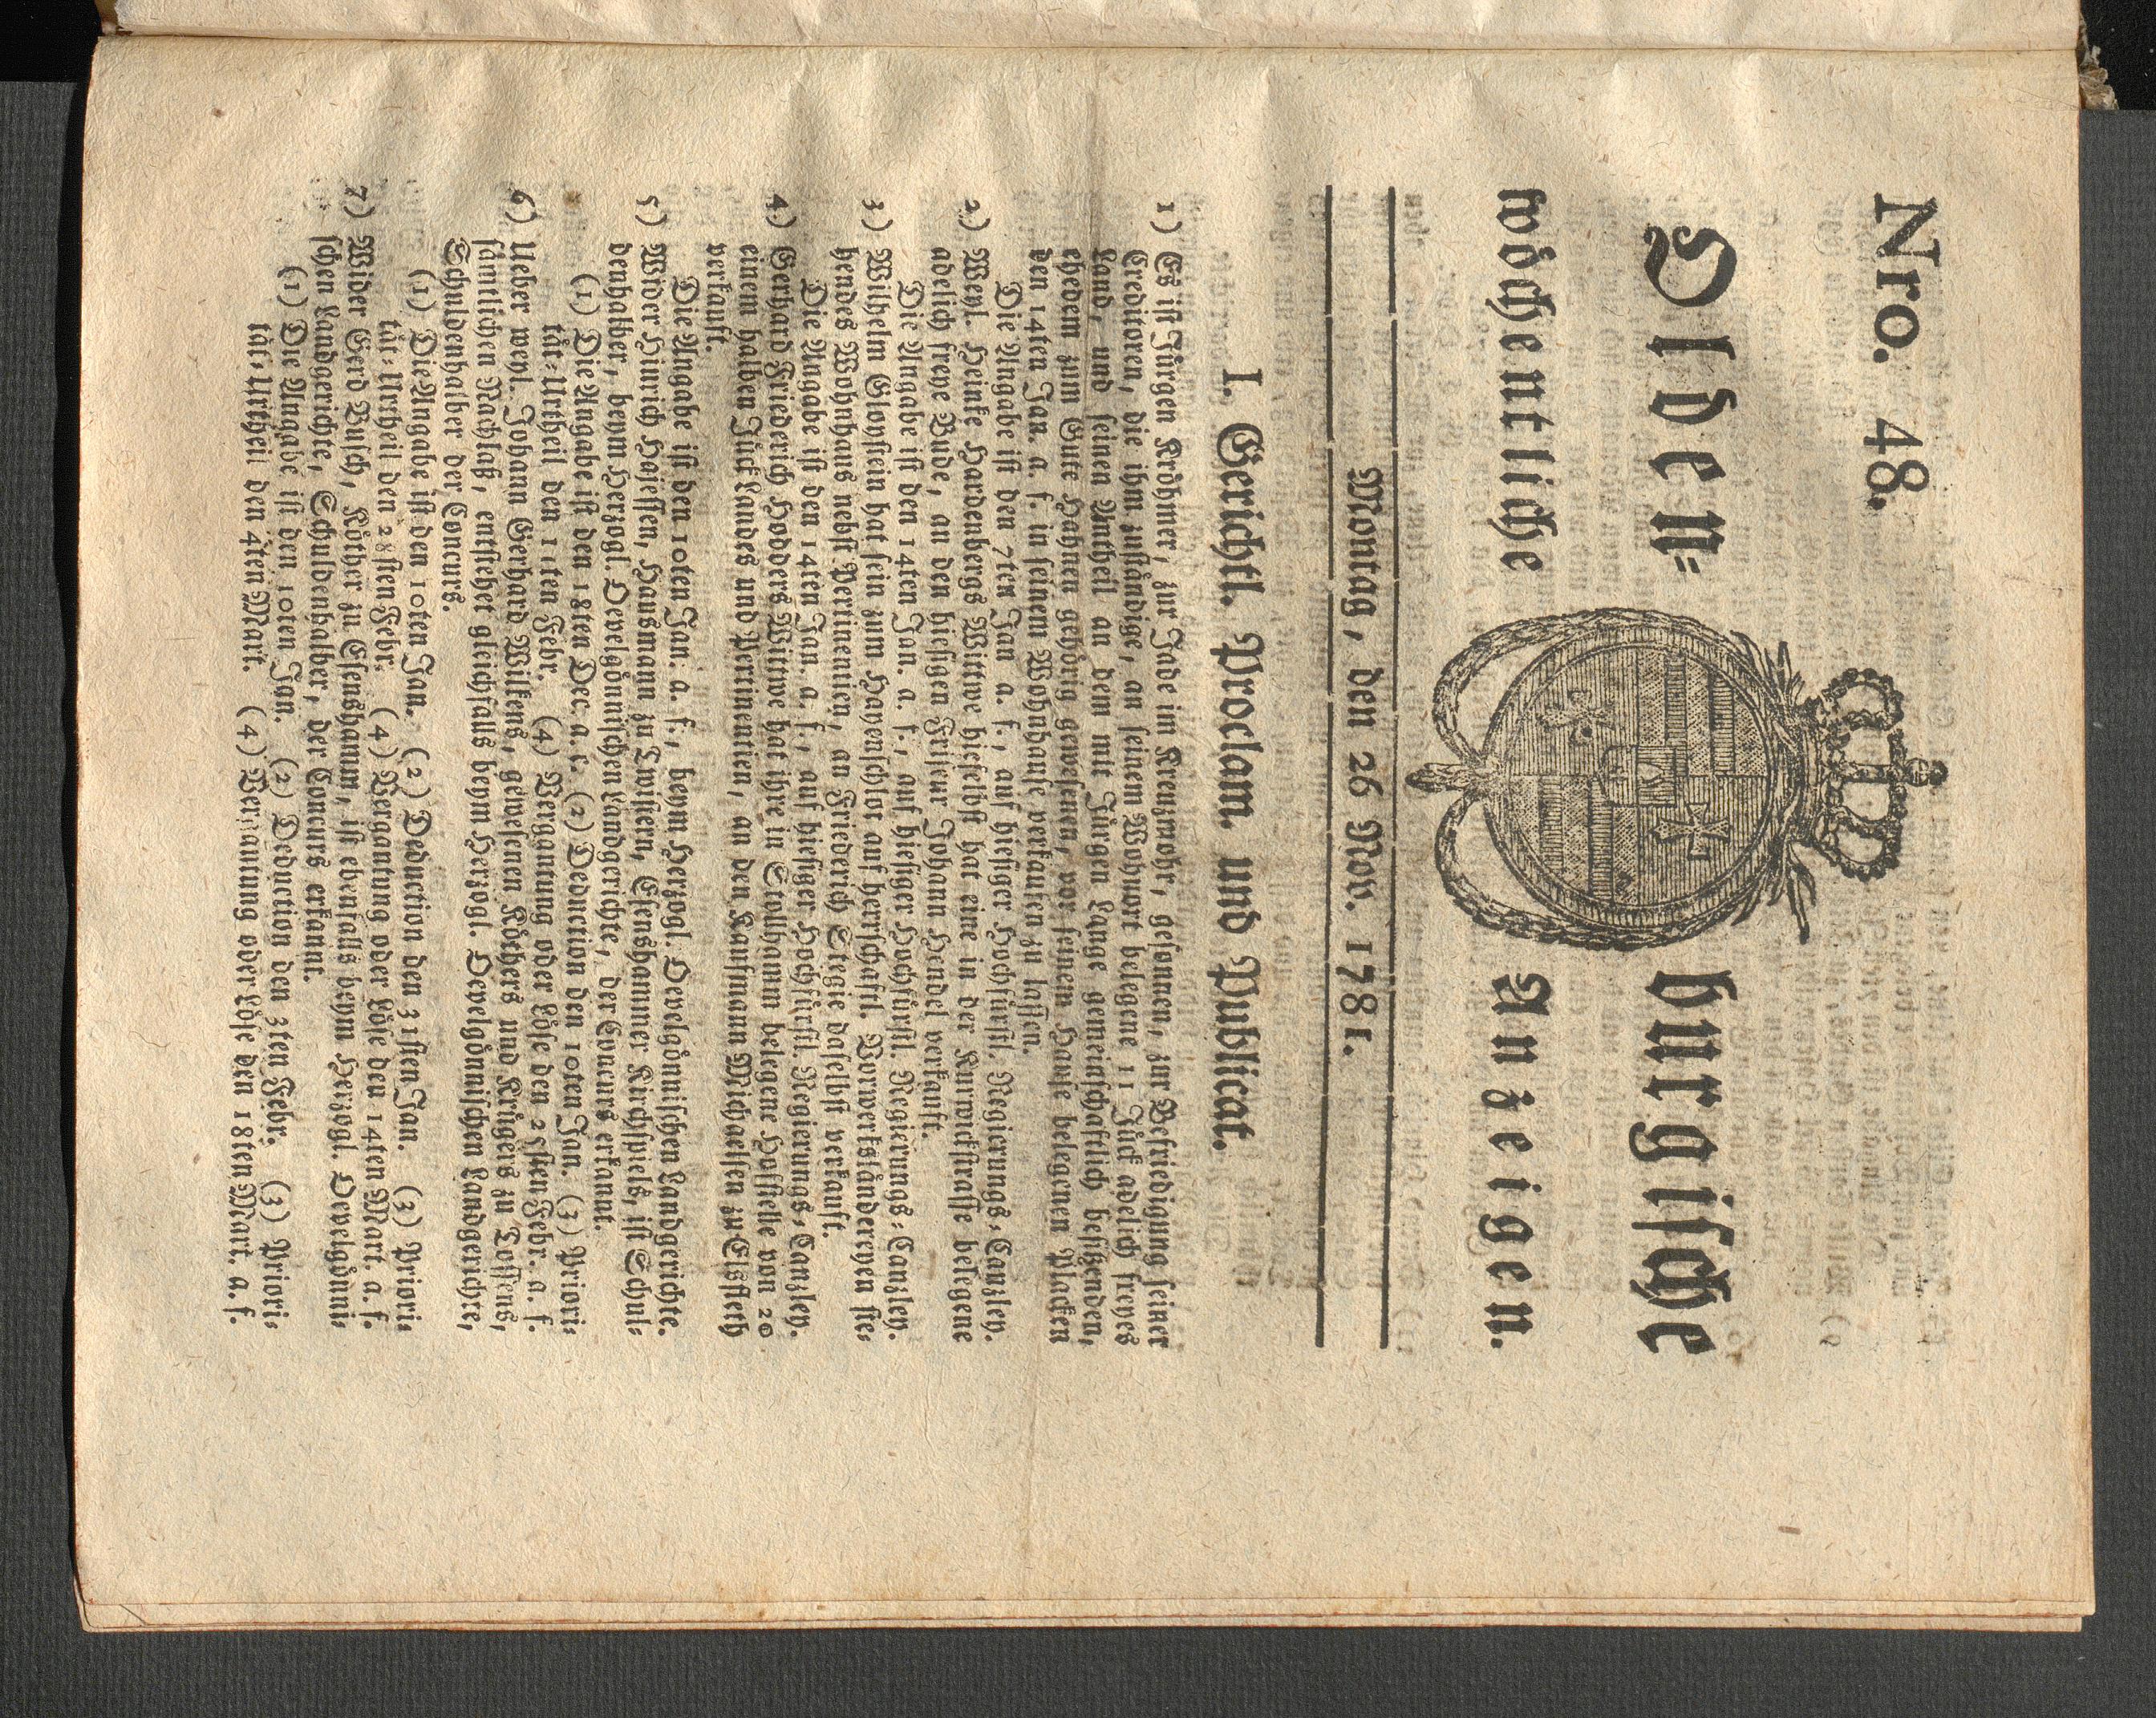 Nro. 48.
Olden= burgische
wöchentliche Anzeigen.
Montag, den 26 Nov. 1781.
I. Gerichtl. Proclam. und Publicat.
1) Es ist Jürgen Kröhmer, zur Jade im Kreuzmohr, gesonnen, zur Befriedigung seiner
Creditoren, die ihm zuständige, an seinem Wohnort belegene 11 Jück adelich freyes
Land, und seinen Antheil an dem mit Jürgen Lange gemeinschaftlich besitzenden,
ehedem zum Gute Hahnen gehörig gewesenen, vor seinem Hause belegenen Placken
den 14ten Jan. a. f. in seinem Wohnhause verkaufen zu lassen.
Die Angabe ist den 7ten Jan a. f., auf hiesiger Hochfürstl. Regierungs=Canzley.
2) Weyl. Heinke Hardenbergs Wittwe hieselbst hat eine in der Kurwickstrasse belegene
adelich freye Bude, an den hiesigen Friseur Johann Hendel verkauft.
Die Angabe ist den 14ten Jan. a. f., auf hiesiger Hochfürstl. Regierungs=Canzley.
3) Wilhelm Gloystein hat sein zum Havenschlot auf herrschaftl. Vorwerksländereyen ste=
hendes Wohnhaus nebst Pertinentien, an Friederich Stegie daselbst verkauft.
Die Angabe ist den 14ten Jan. a. f., auf hiesiger Hochfürstl. Regierungs=Canzley.
4) Gerhard Friederich Hodders Wittwe hat ihre in Stollhamm belegene Hofstelle von 20
einem halben Jück Landes und Pertinentien, an den Kaufmann Michaelsen zu Elsfleth
verkauft.
Die Angabe ist den 10ten Jan. a. f., beym Herzogl. Develgönnischen Landgerichte.
5) Wider Hinrich Hajessen, Hausmann zu Iwsteru, Esenshammer Kirchspiels, ist Schul=
denhalber, beym Herzogl. Develgönnischen Landgerichte, der Concurs erkannt.
(1) Die Angabe ist den 18ten Dec. a. c. (2) Deduction den 10ten Jan. (3) Priori=
tät=Urtheil den 11ten Febr. (4) Vergantung oder Löse den 25sten Febr. a. f.
6) Ueber weyl. Johann Gerhard Wilkens, gewesenen Köthers und Krügers zu Tossens,
sämtlichen Nachlaß, entstehet gleichfalls beym Herzogl. Develgönnischen Landgerichte,
Schuldenhalber der Concurs.
(1) Die Angabe ist den 10ten Jan. (2) Deduction den 31sten Jan. (3) Priori=
tät=Urtheil den 28sten Febr. (4) Vergantung oder Löse den 14ten Mart. a. f.
7) Wider Gerd Busch, Köther zu Esenshamm, ist ebenfalls beym Herzogl. Develgönni=
schen Landgerichte, Schuldenhalber, der Concurs erkannt.
(1) Die Angabe ist den 10ten Jan. (2) Deduction den 3ten Febr. (3) Priori=
tät=Urtheil den 4ten Mart. (4) Vergantung oder Löse den 18ten Mart. a. f.